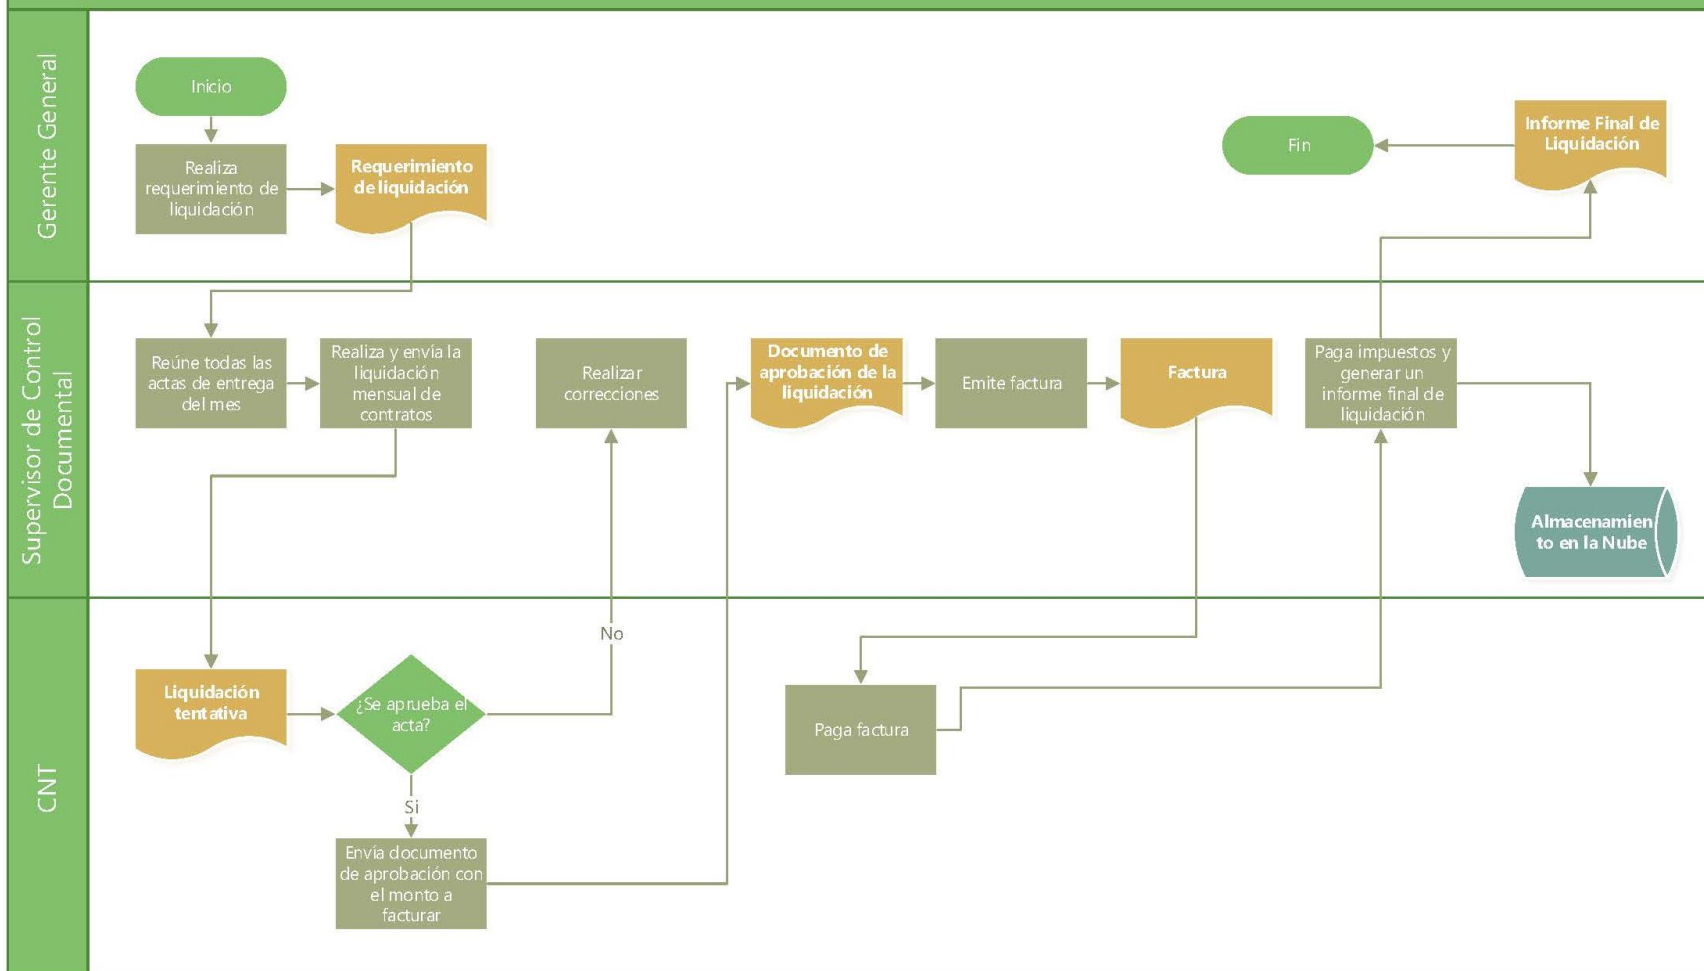 Gerente General
Inicio
Realiza
requerimiento de
liquidación
Requerimiento
de liquidación
Fin
Informe Final de
Liquidación
Supervisor de Control
Documental
Reúne todas las
actas de entrega
del mes
Realiza y envía la
liquidación
mensual de
contratos
Realizar
correcciones
Documento de
aprobación de la
liquidación
Emite factura
Factura
Paga impuestos y
generar un
informe final de
liquidación
Almacenamien
to en la Nube
CNT
Liquidación
tentativa
¿Se aprueba el
acta?
No
Si
Envía documento
de aprobación con
el monto a
facturar
Paga factura